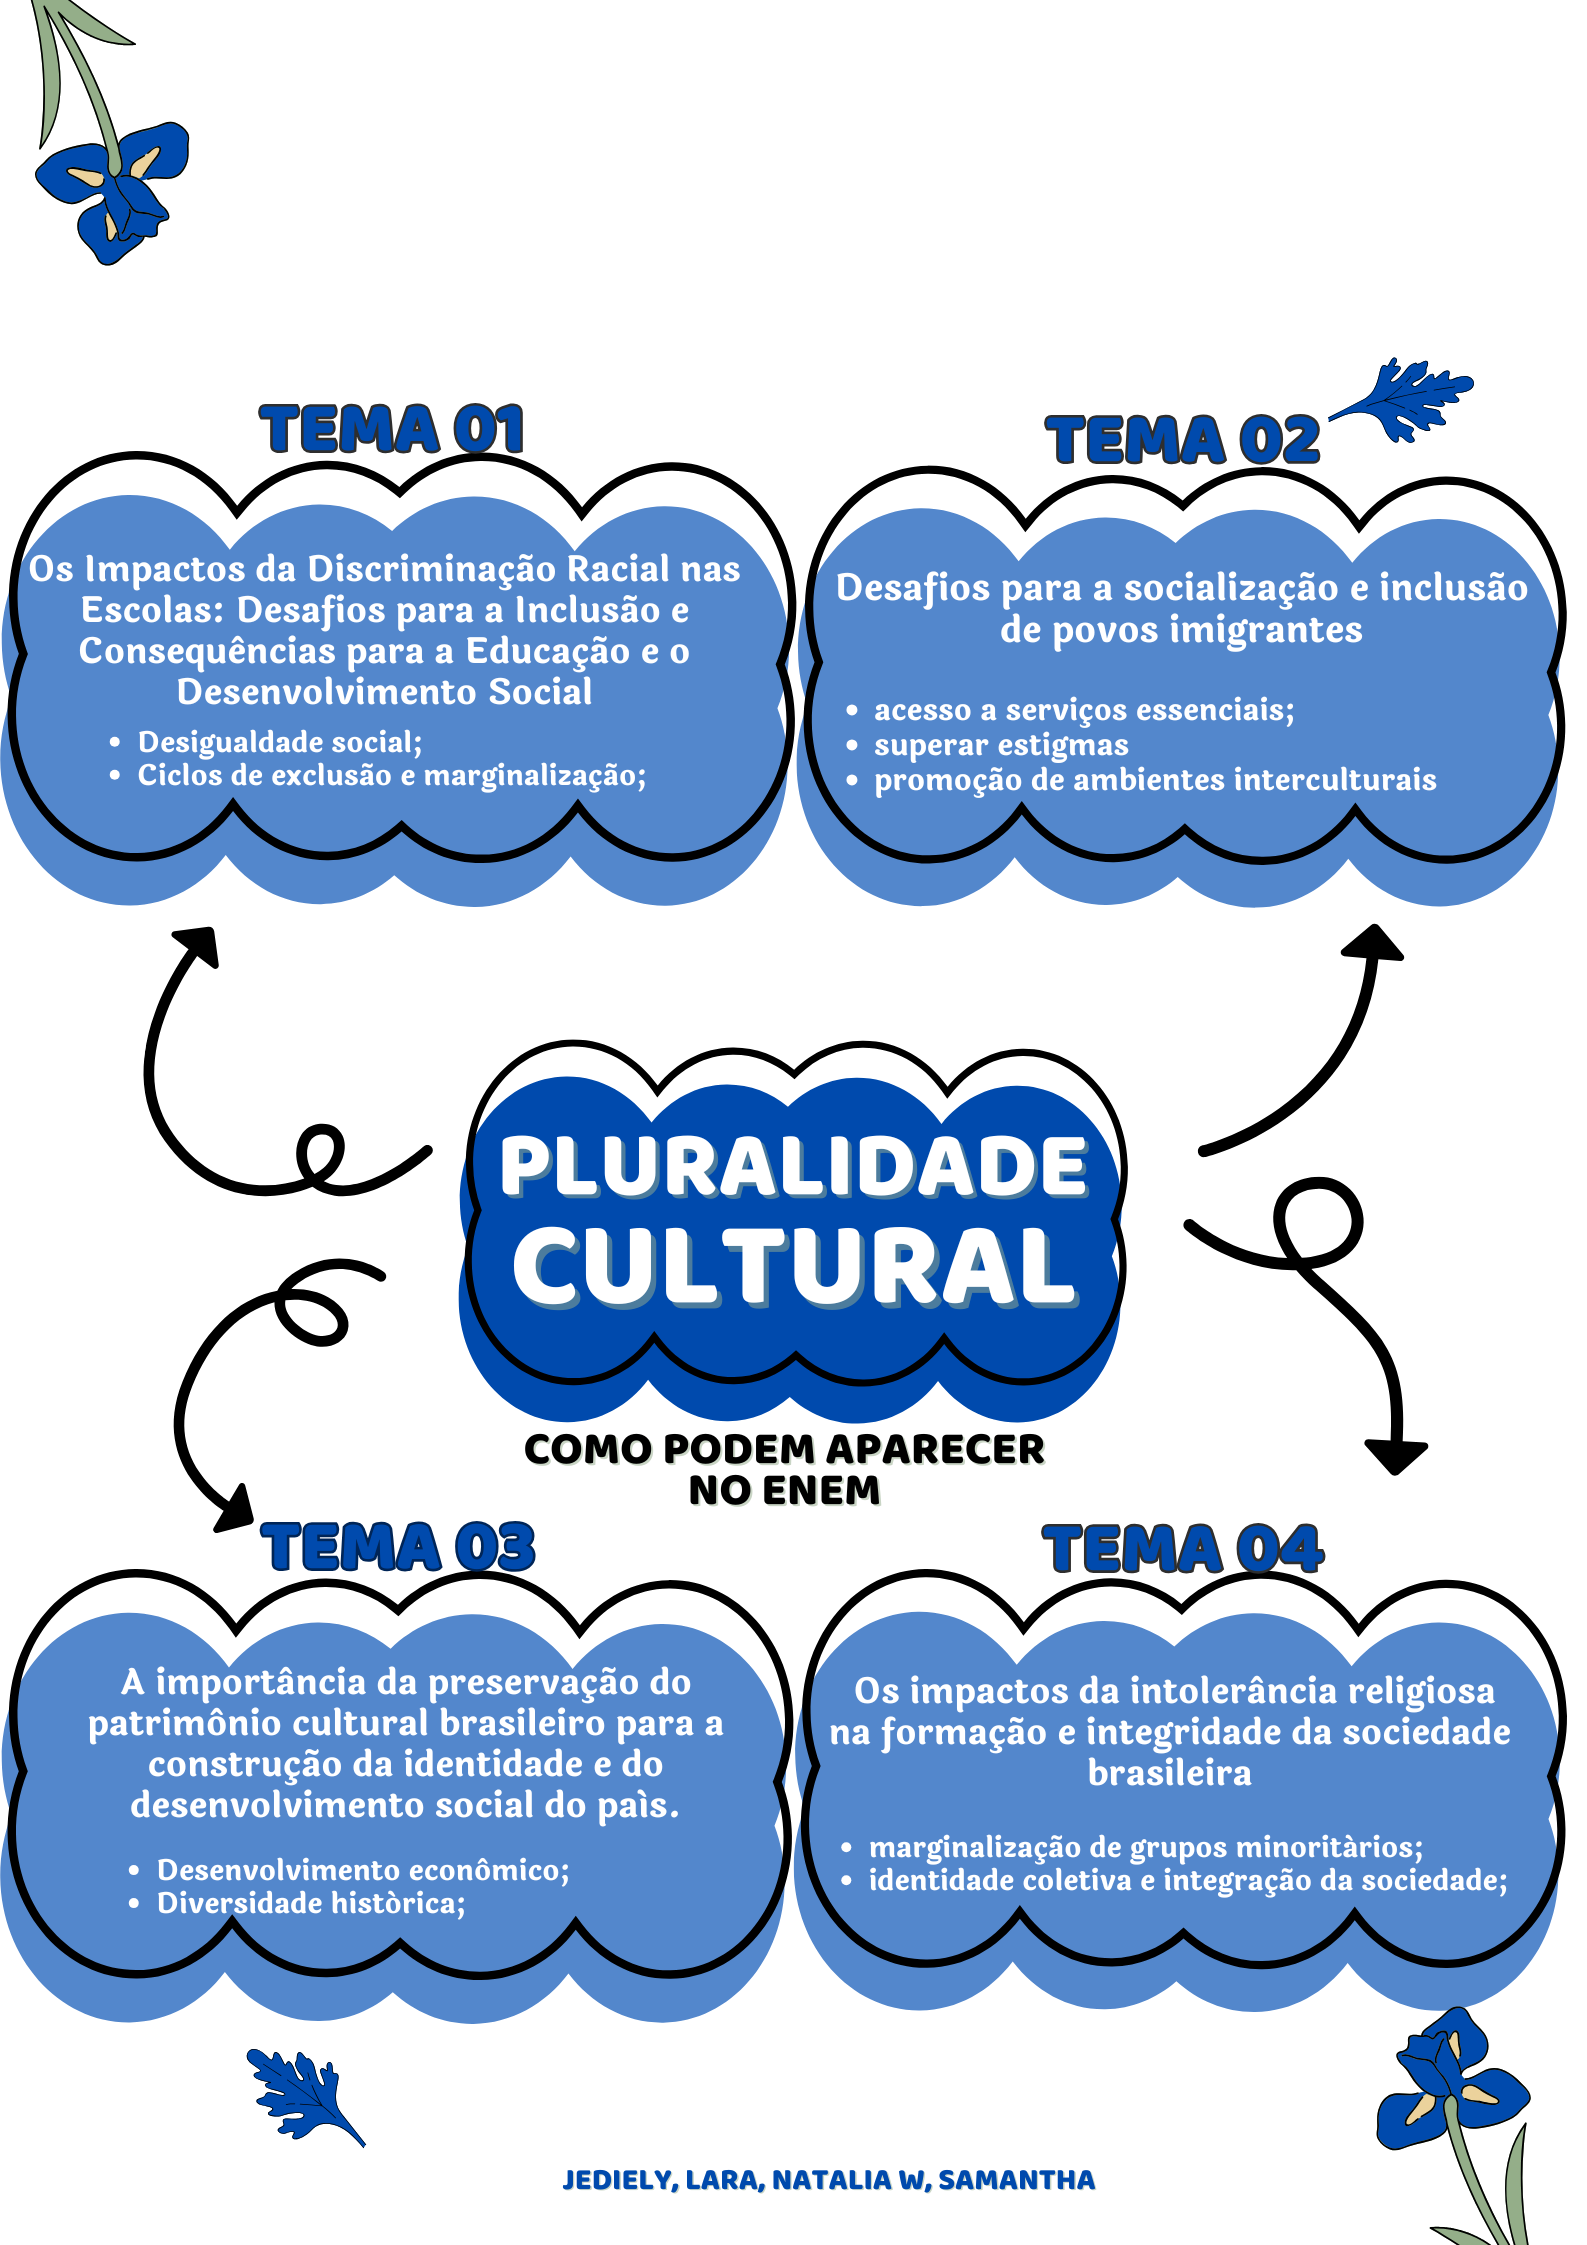 TEMA 01
Os Impactos da Discriminação Racial nas
Escolas: Desafios para a Inclusão e
Consequências para a Educação e o
Desenvolvimento Social
• Desigualdade social;
• Ciclos de exclusão e marginalização;
TEMA 02
Desafios para a socialização e inclusão
de povos imigrantes
• acesso a serviços essenciais;
• superar estigmas
• promoção de ambientes interculturais
PLURALIDADE
CULTURAL
COMO PODEM APARECER
NO ENEM
TEMA 03
A importância da preservação do
patrimônio cultural brasileiro para a
construção da identidade e do
desenvolvimento social do paìs.
• Desenvolvimento econômico;
• Diversidade històrica;
TEMA 04
Os impactos da intolerância religiosa
na formação e integridade da sociedade
brasileira
• marginalização de grupos minoritàrios;
• identidade coletiva e integração da sociedade;
JEDIELY, LARA, NATALIA W, SAMANTHA